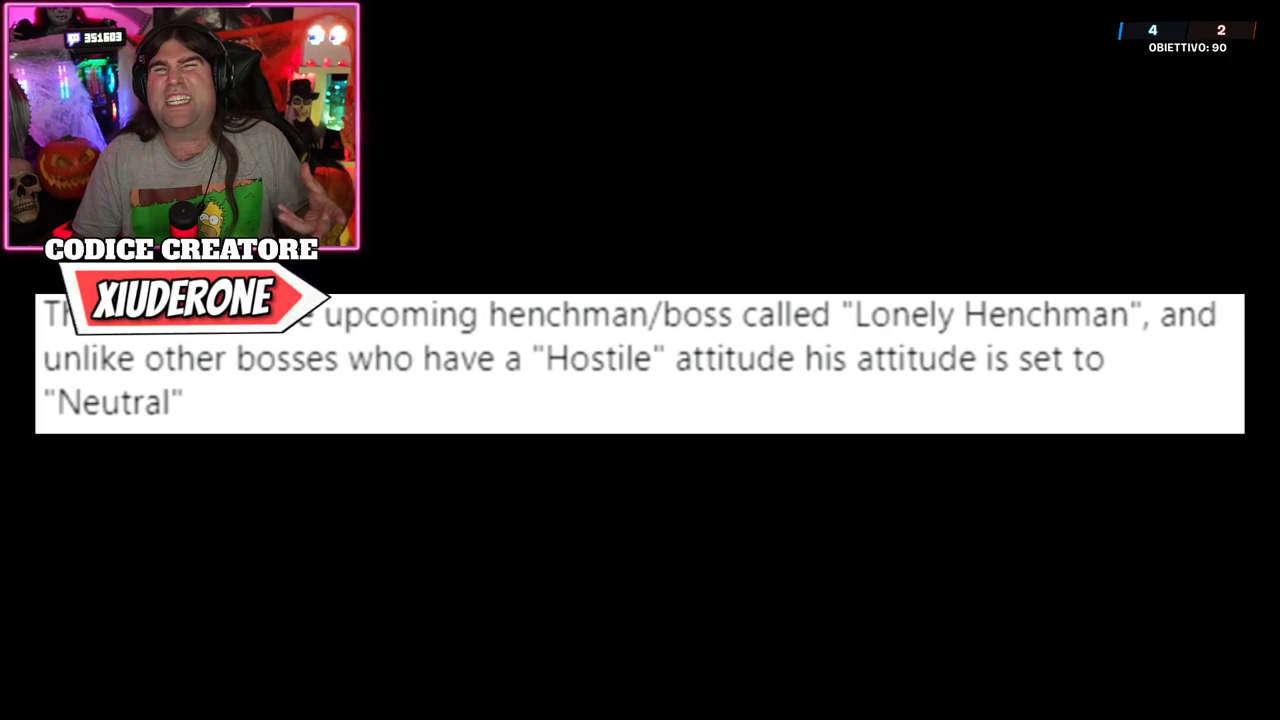 351603
4 2
OBIETTIVO: 90
CODICE CREATORE
XIUDERONE
upcoming henchman/boss called "Lonely Henchman", and
unlike other bosses who have a "Hostile" attitude his attitude is set to
"Neutral"